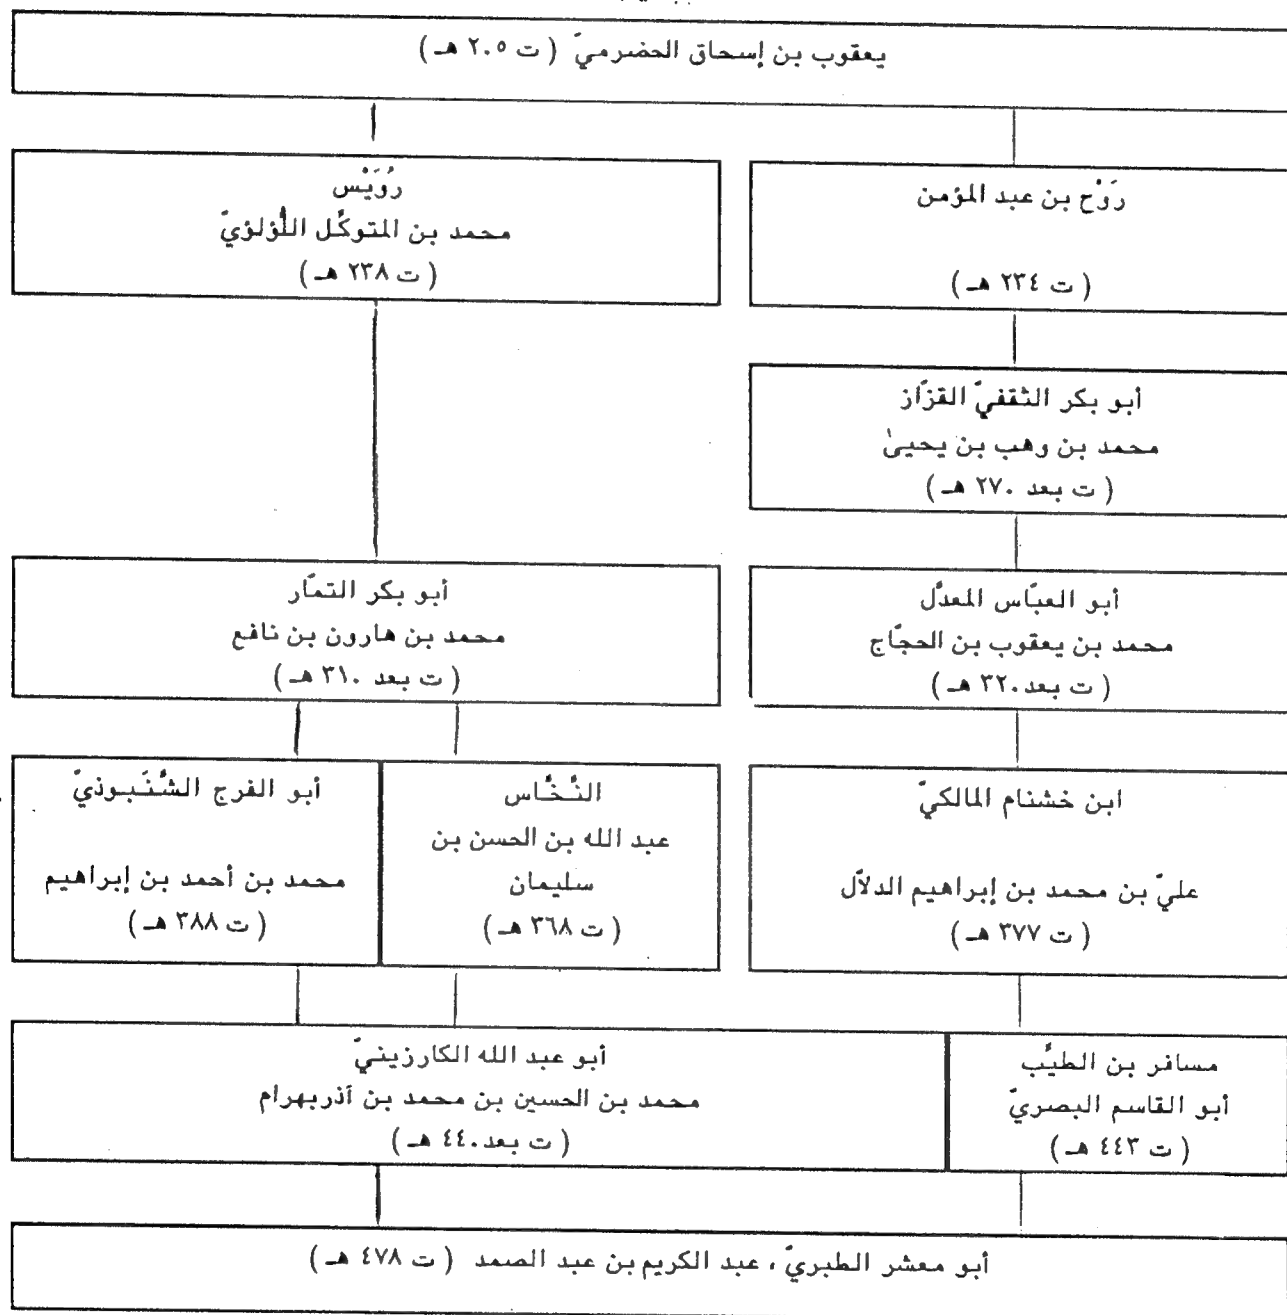 يعقوب بن إسحاق الحضرميّ ( ت ٢٠٥ هـ )
رَوْح بن عبد المؤمن
( ت ٢٣٤ هـ )
رُوَيْس
محمد بن المتوكِّل اللُّؤلؤيّ
( ت ٢٣٨ هـ )
أبو بكر الثقفيّ القزّاز
محمد بن وهب بن يحيىٰ
( ت بعد ٢٧٠ هـ )
أبو العبّاس المعدَّل
محمد بن يعقوب بن الحجّاج
( ت بعد ٣٢٠ هـ )
أبو بكر التمّار
محمد بن هارون بن نافع
( ت بعد ٣١٠ هـ )
ابن خشنام المالكيّ
عليّ بن محمد بن إبراهيم الدلاّل
( ت ٣٧٧ هـ )
النَّخَّاس
عبد الله بن الحسن بن
سليمان
( ت ٣٦٨ هـ )
أبو الفرج الشَّنَبوذيّ
محمد بن أحمد بن إبراهيم
( ت ٣٨٨ هـ )
مسافر بن الطيِّب
أبو القاسم البصريّ
( ت ٤٤٣ هـ )
أبو عبد الله الكارزينيّ
محمد بن الحسين بن محمد بن آذربهرام
( ت بعد ٤٤٠ هـ )
أبو معشر الطبريّ ، عبد الكريم بن عبد الصمد ( ت ٤٧٨ هـ )